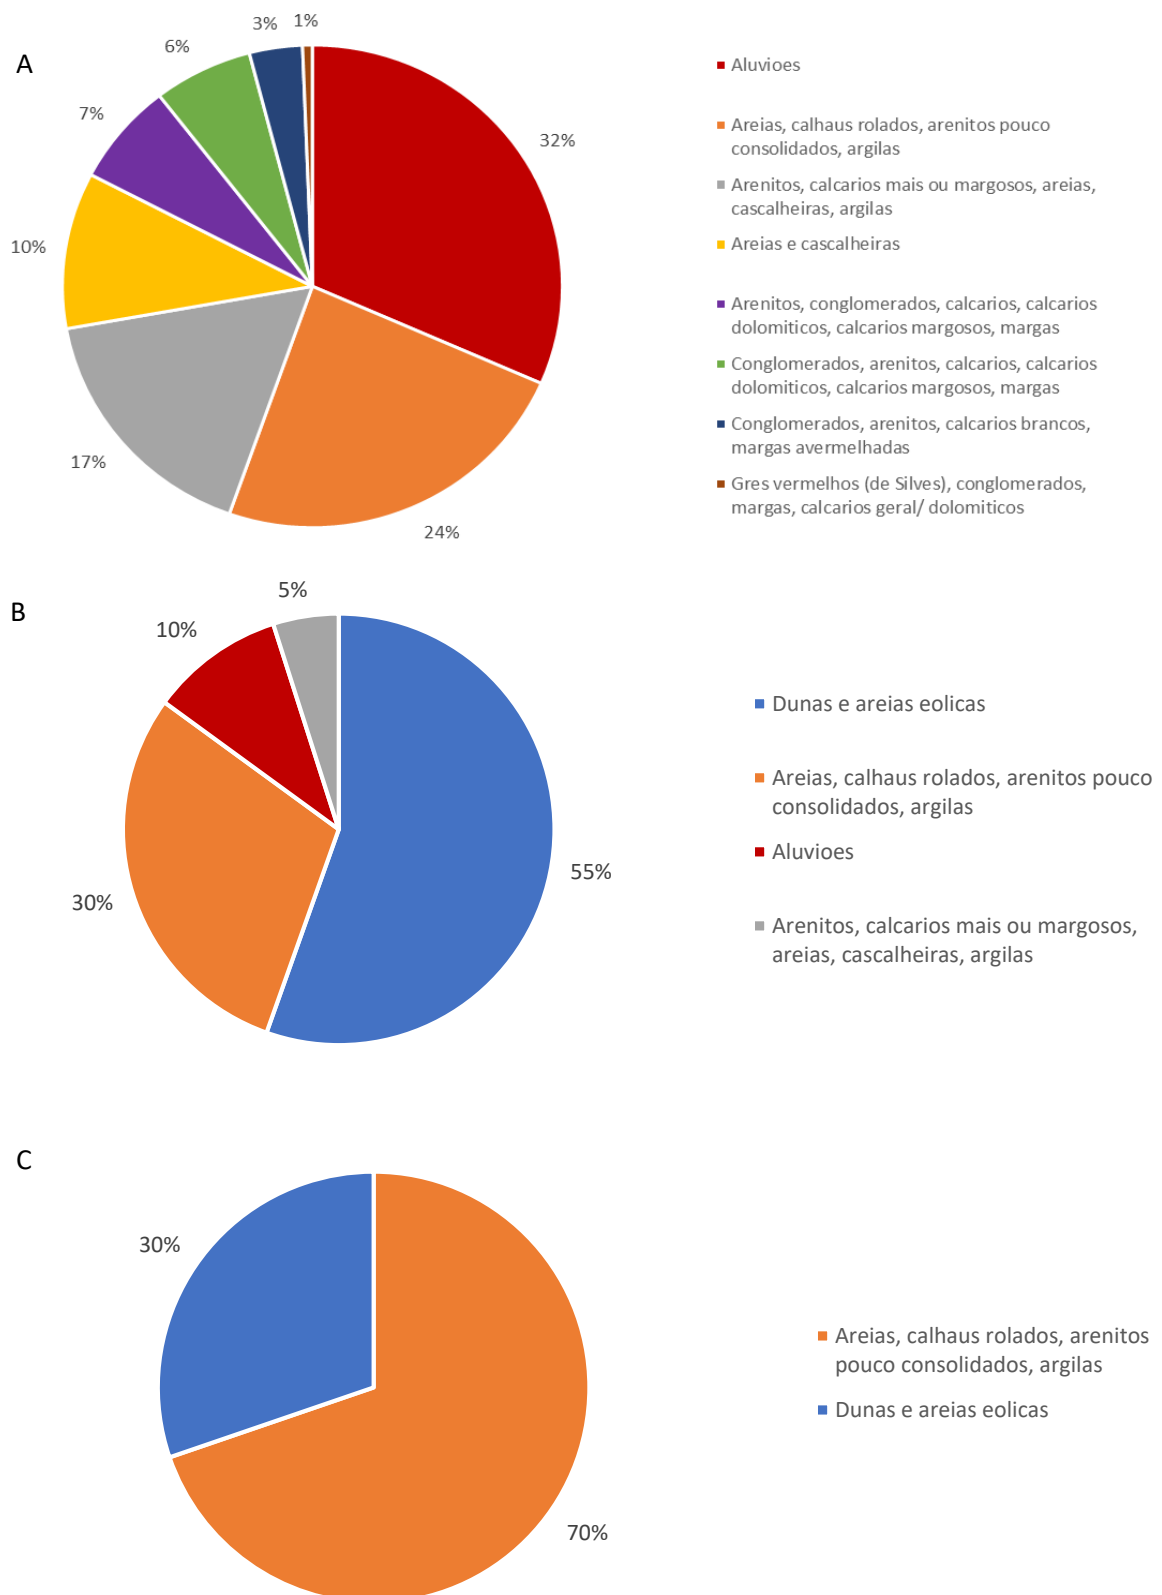 A
1%
3%
6%
7%
10%
17%
24%
32%
Aluvioes
Areias, calhaus rolados, arenitos pouco
consolidados, argilas
Arenitos, calcarios mais ou margosos, areias,
cascalheiras, argilas
Areias e cascalheiras
Arenitos, conglomerados, calcarios, calcarios
dolomiticos, calcarios margosos, margas
Conglomerados, arenitos, calcarios, calcarios
dolomiticos, calcarios margosos, margas
Conglomerados, arenitos, calcarios brancos,
margas avermelhadas
Gres vermelhos (de Silves), conglomerados,
margas, calcarios geral/ dolomiticos
B
5%
10%
30%
55%
Dunas e areias eolicas
Areias, calhaus rolados, arenitos pouco
consolidados, argilas
Aluvioes
Arenitos, calcarios mais ou margosos,
areias, cascalheiras, argilas
C
30%
70%
Areias, calhaus rolados, arenitos
pouco consolidados, argilas
Dunas e areias eolicas